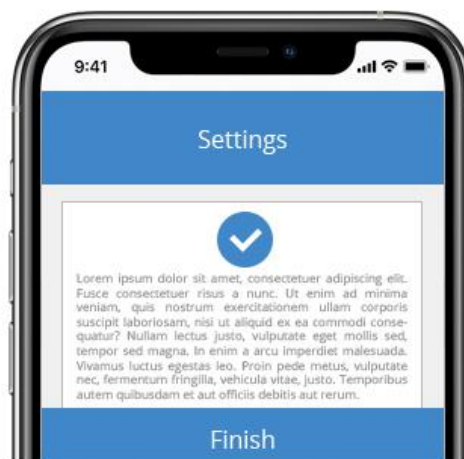 9:41
Settings
Lorem ipsum dolor sit amet, consectetuer adipiscing elit.
Fusce consectetuer risus a nunc. Ut enim ad minima
veniam, quis nostrum exercitationem ullam corporis
suscipit laboriosam, nisi ut aliquid ex ea commodi conse-
quatur? Nullam lectus justo, vulputate eget mollis sed,
tempor sed magna. In enim a arcu imperdiet malesuada.
Vivamus luctus egestas leo. Proin pede metus, vulputate
nec, fermentum fringilla, vehicula vitae, justo. Temporibus
autem quibusdam et aut officiis debitis aut rerum.
Finish